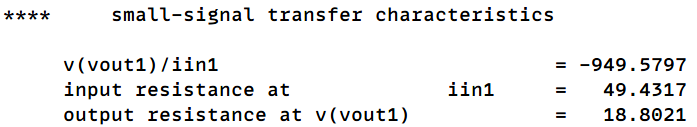 **** small-signal transfer characteristics
v(vout1)/iin1 = -949.5797
input resistance at iin1 = 49.4317
output resistance at v(vout1) = 18.8021